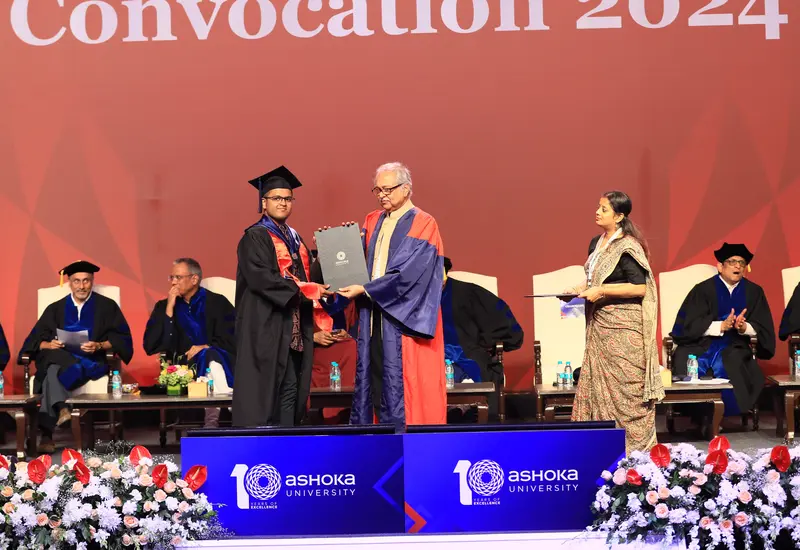 Convocation 2024
10 ASHOKA
UNIVERSITY
YEARS OF
EXCELLENCE
10 ASHOKA
UNIVERSITY
YEARS OF
EXCELLENCE